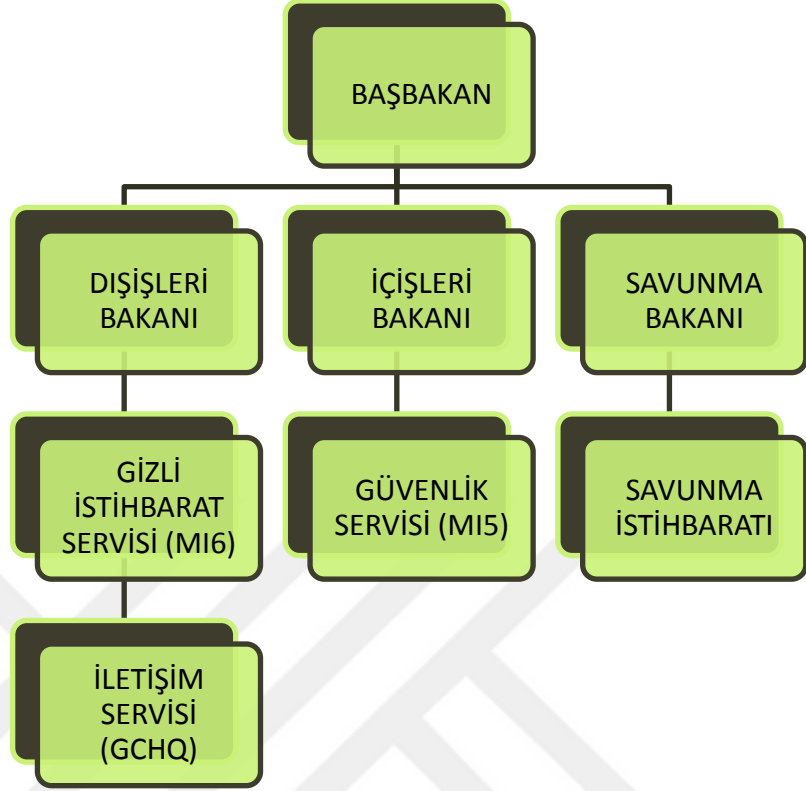 BAŞBAKAN
DIŞİŞLERİ
BAKANI
İÇİŞLERİ
BAKANI
SAVUNMA
BAKANI
GİZLİ
İSTİHBARAT
SERVİSİ (MI6)
GÜVENLİK
SERVİSİ (MI5)
SAVUNMA
İSTİHBARATI
İLETİŞİM
SERVİSİ
(GCHQ)